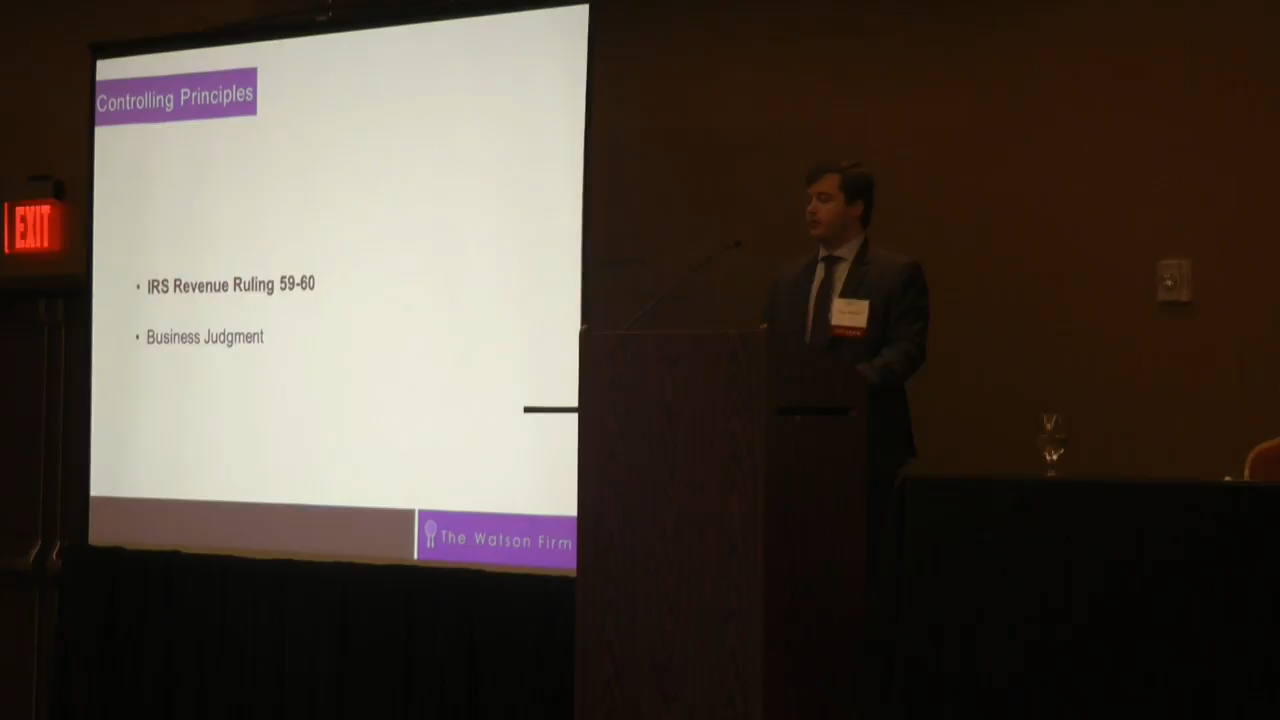 Controlling Principles
EXIT
• IRS Revenue Ruling 59-60
• Business Judgment
The Watson Firm